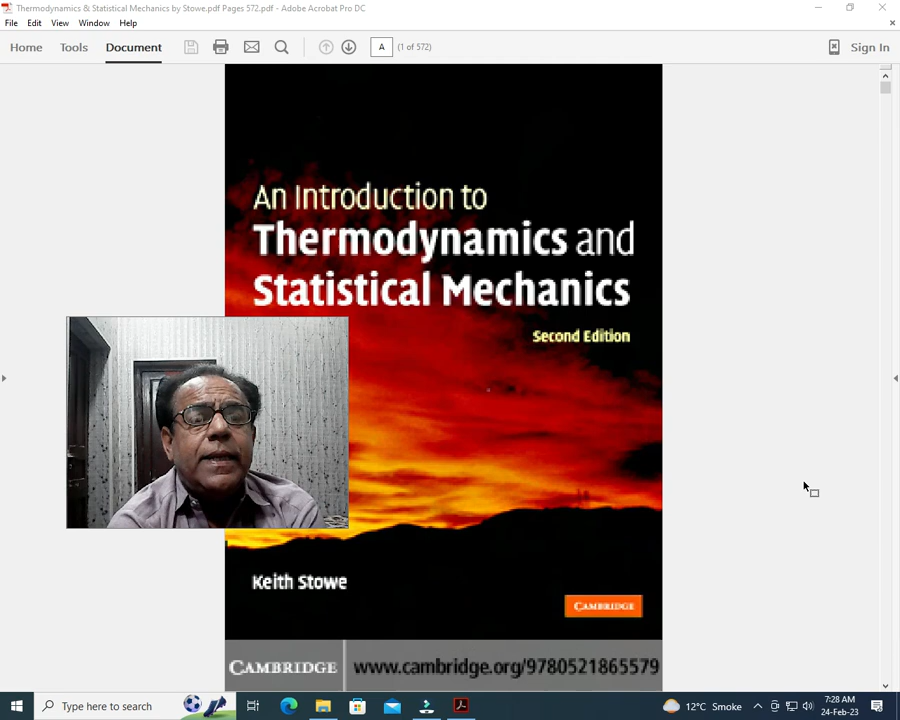 Thermodynamics & Statistical Mechanics by Stowe.pdf Pages 572.pdf - Adobe Acrobat Pro DC
File Edit View Window Help
Home Tools Document A (1 of 572) Sign In
An Introduction to
Thermodynamics and
Statistical Mechanics
Second Edition
Keith Stowe
CAMBRIDGE
CAMBRIDGE www.cambridge.org/9780521865579
Type here to search 12°C Smoke 7:28 AM
24-Feb-23